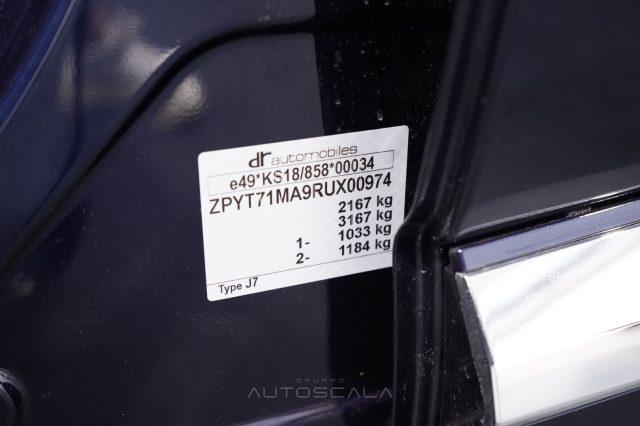 dr automobiles
e49*KS18/858*00034
ZPYT71MA9RUX00974
2167 kg
3167 kg
1- 1033 kg
2- 1184 kg
Type J7
GRUPPO
AUTOSCALA